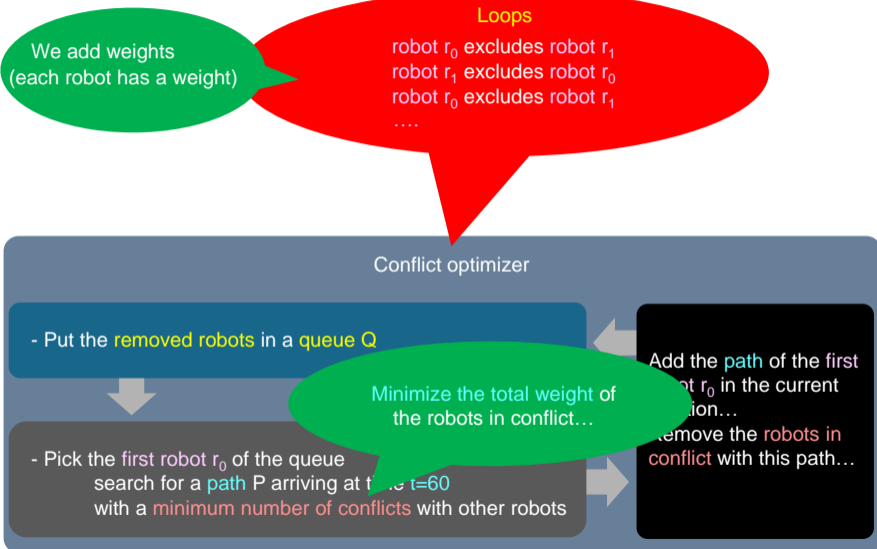 Loops
We add weights
(each robot has a weight)
robot r0 excludes robot r1
robot r1 excludes robot r0
robot r0 excludes robot r1
....
Conflict optimizer
- Put the removed robots in a queue Q
Minimize the total weight of
the robots in conflict…
- Pick the first robot r0 of the queue
search for a path P arriving at time t=60
with a minimum number of conflicts with other robots
Add the path of the first
r0 in the current
Remove the robots in
conflict with this path…